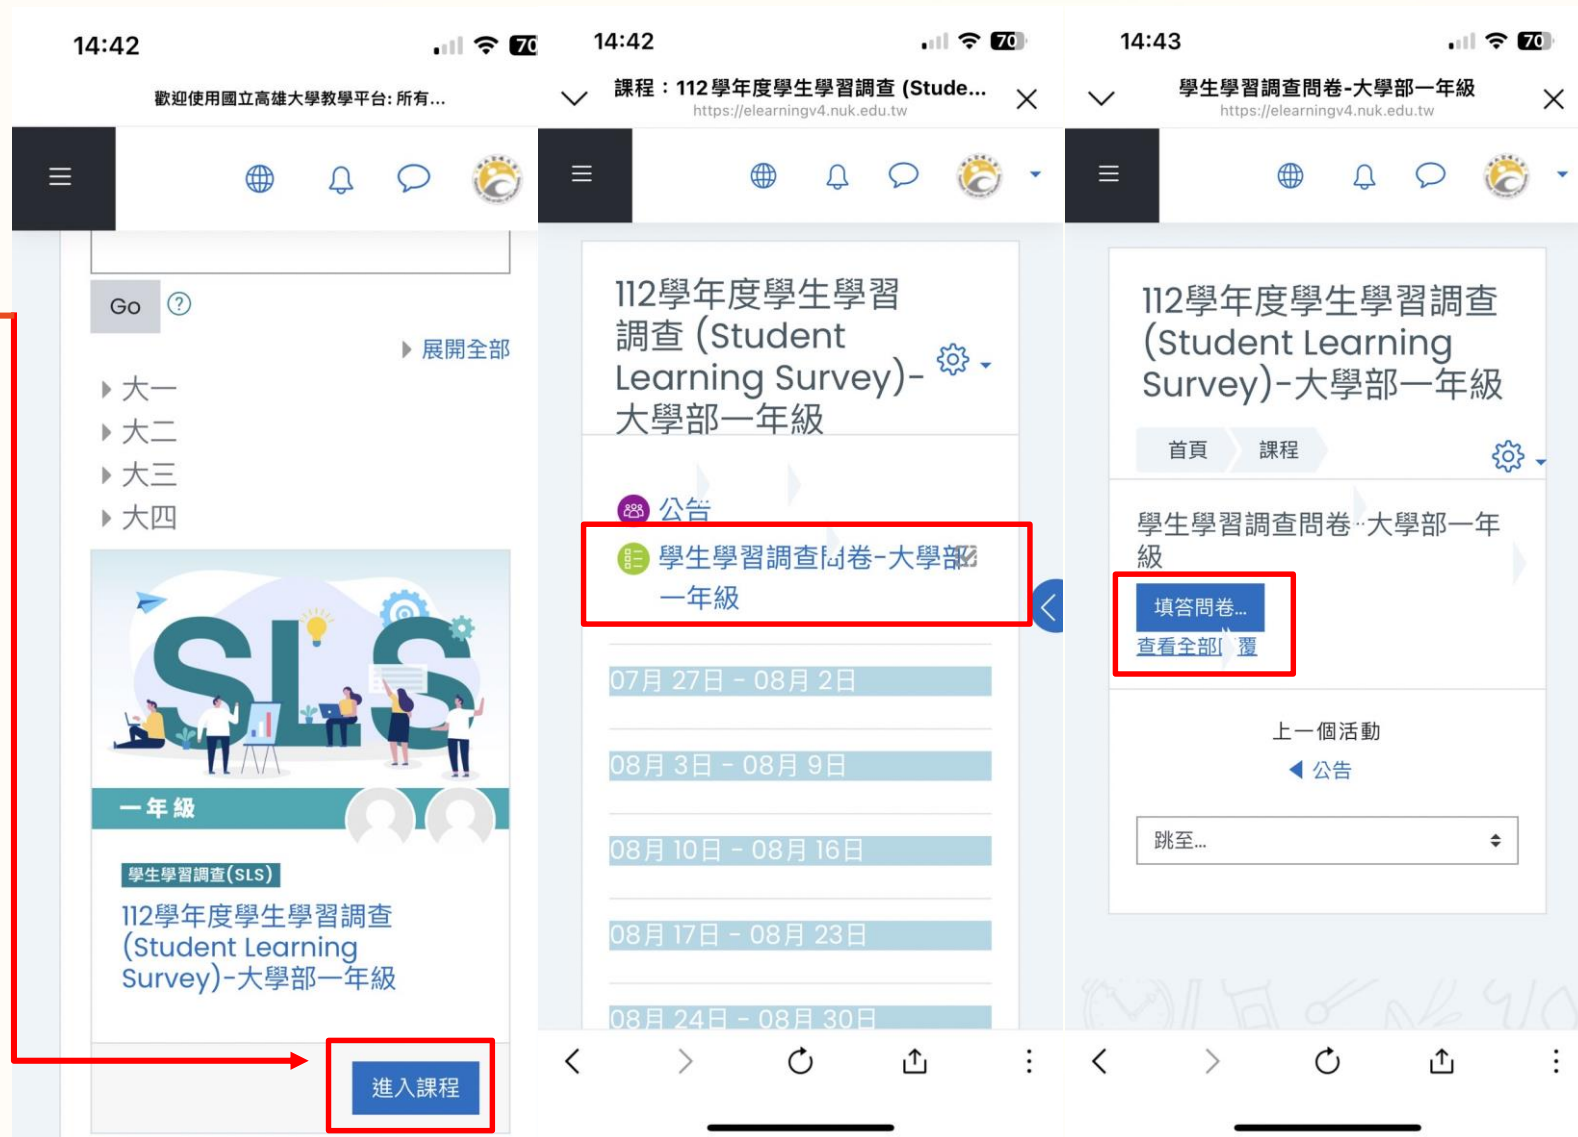 14:42
70
歡迎使用國立高雄大學教學平台: 所有...
Go
展開全部
大一
大二
大三
大四
SLS
一年級
學生學習調查(SLS)
112學年度學生學習調查
(Student Learning
Survey)-大學部一年級
進入課程
14:42
70
課程：112 學年度學生學習調查 (Stude...
https://elearningv4.nuk.edu.tw
112學年度學生學習
調查 (Student
Learning Survey)-
大學部一年級
公告
學生學習調查問卷-大學部
一年級
07月 27日 - 08月 2日
08月 3日 - 08月 9日
08月 10日 - 08月 16日
08月 17日 - 08月 23日
08月 24日 - 08月 30日
14:43
70
學生學習調查問卷-大學部一年級
https://elearningv4.nuk.edu.tw
112學年度學生學習調查
(Student Learning
Survey)-大學部一年級
首頁
課程
學生學習調查問卷-大學部一年
級
填答問卷...
查看全部回覆
上一個活動
公告
跳至...